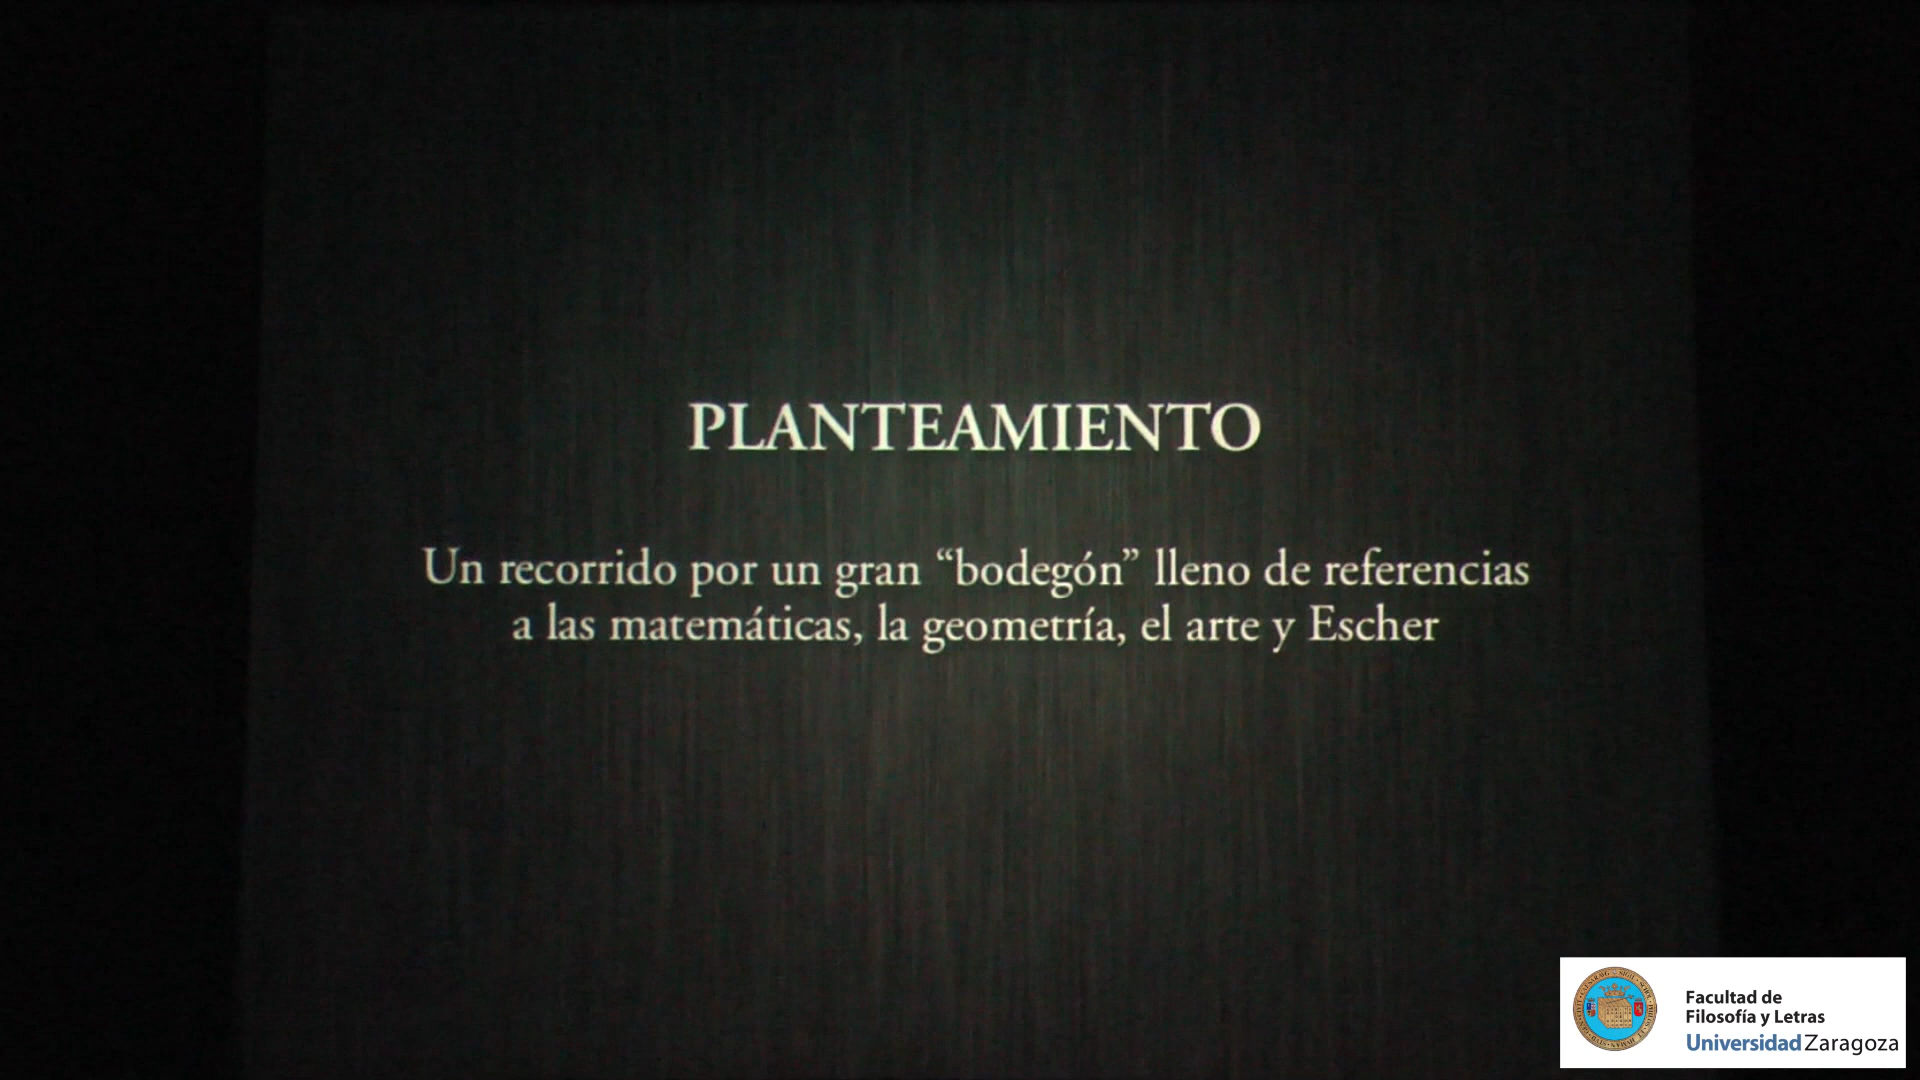 PLANTEAMIENTO
Un recorrido por un gran “bodegón” lleno de referencias
a las matemáticas, la geometría, el arte y Escher
Facultad de
Filosofía y Letras
Universidad Zaragoza